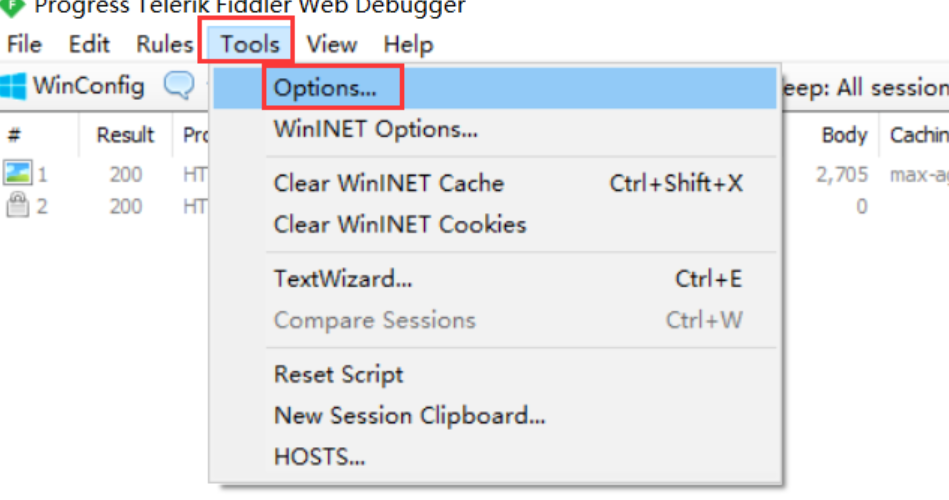 Progress Telerik Fiddler Web Debugger
File Edit Rules Tools View Help
WinConfig
Options...
eep: All session
WinINET Options...
# Result Pro Body Cachin
Clear WinINET Cache Ctrl+Shift+X
1 200 HT 2,705 max-ag
2 200 HT 0
Clear WinINET Cookies
TextWizard... Ctrl+E
Compare Sessions Ctrl+W
Reset Script
New Session Clipboard...
HOSTS...